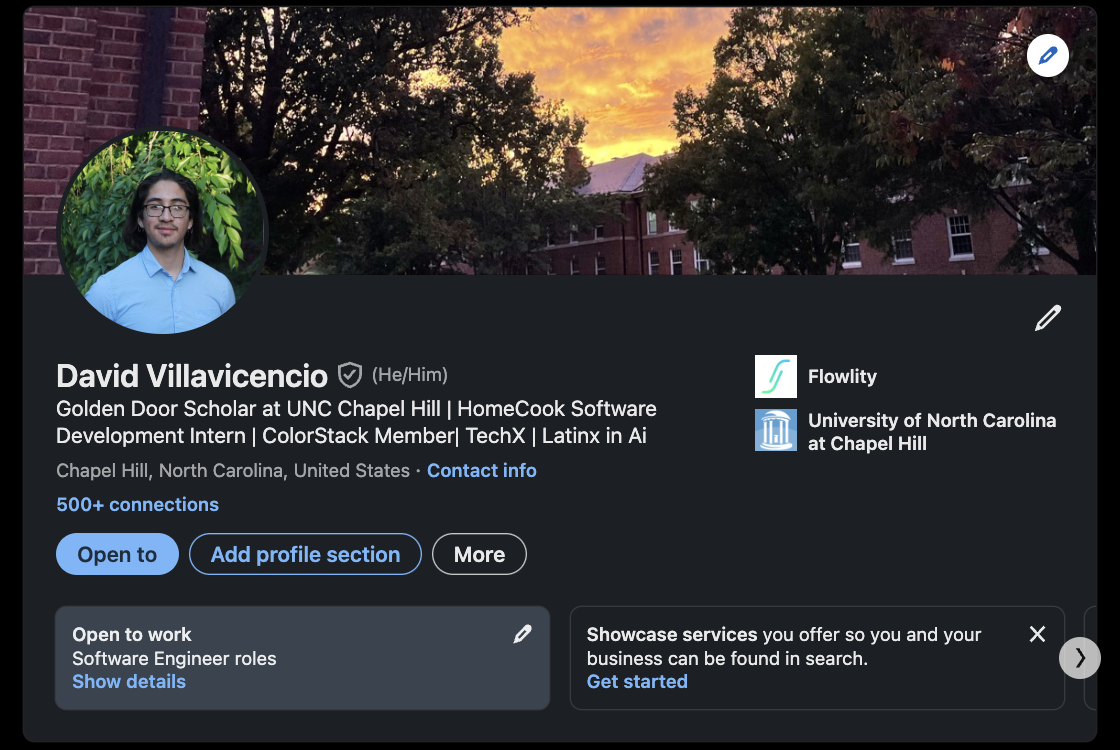 David Villavicencio (He/Him)
Golden Door Scholar at UNC Chapel Hill | HomeCook Software
Development Intern | ColorStack Member| TechX | Latinx in Ai
Chapel Hill, North Carolina, United States · Contact info
500+ connections
Flowlity
University of North Carolina
at Chapel Hill
Open to
Add profile section
More
Open to work
Software Engineer roles
Show details
Showcase services you offer so you and your
business can be found in search.
Get started